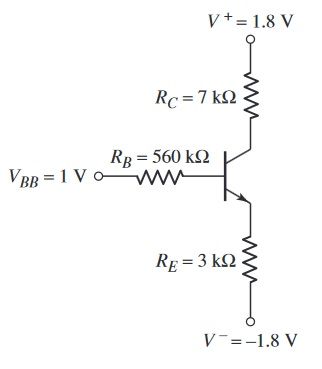 V⁺ = 1.8 V
R_C = 7 kΩ
R_B = 560 kΩ
V_BB = 1 V
R_E = 3 kΩ
V⁻ = –1.8 V